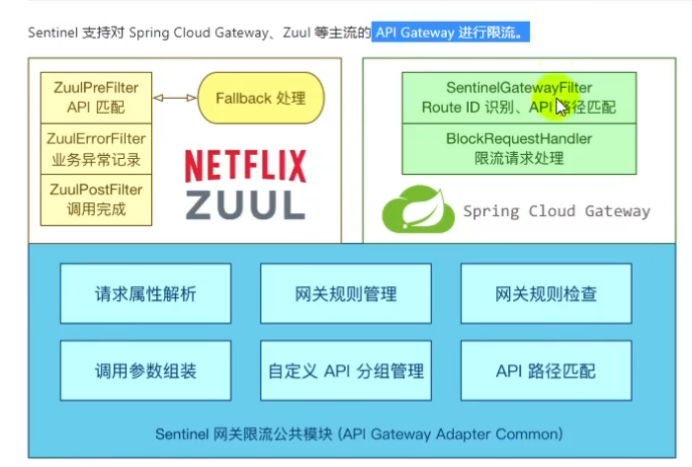 Sentinel 支持对 Spring Cloud Gateway、Zuul 等主流的 API Gateway 进行限流。
ZuulPreFilter
API 匹配
Fallback 处理
ZuulErrorFilter
业务异常记录
ZuulPostFilter
调用完成
NETFLIX
ZUUL
SentinelGatewayFilter
Route ID 识别、API 路径匹配
BlockRequestHandler
限流请求处理
Spring Cloud Gateway
请求属性解析
网关规则管理
网关规则检查
调用参数组装
自定义 API 分组管理
API 路径匹配
Sentinel 网关限流公共模块 (API Gateway Adapter Common)